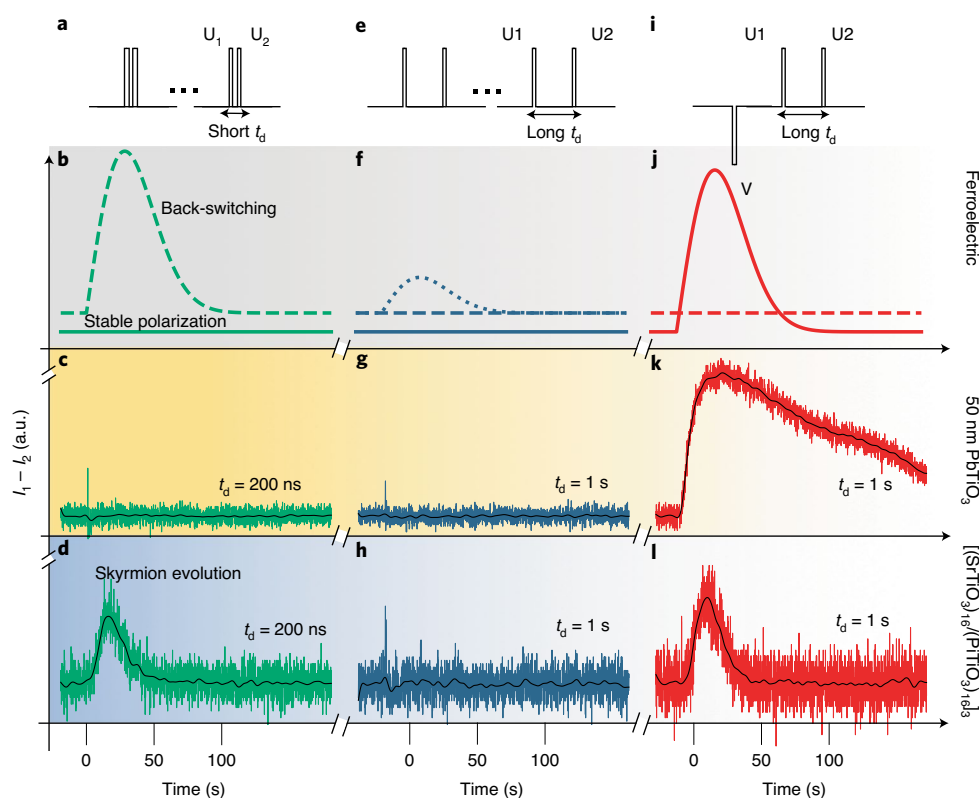 a
U1 U2
Short td
e
U1 U2
Long td
i
U1 U2
Long td
V
b
Back-switching
Stable polarization
f
j
Ferroelectric
c
td = 200 ns
g
td = 1 s
k
td = 1 s
50 nm PbTiO3
I1 – I2 (a.u.)
d
Skyrmion evolution
td = 200 ns
h
td = 1 s
l
td = 1 s
[(SrTiO3)16/(PtTiO3)16]3
0 50 100
0 50 100
0 50 100
Time (s)
Time (s)
Time (s)